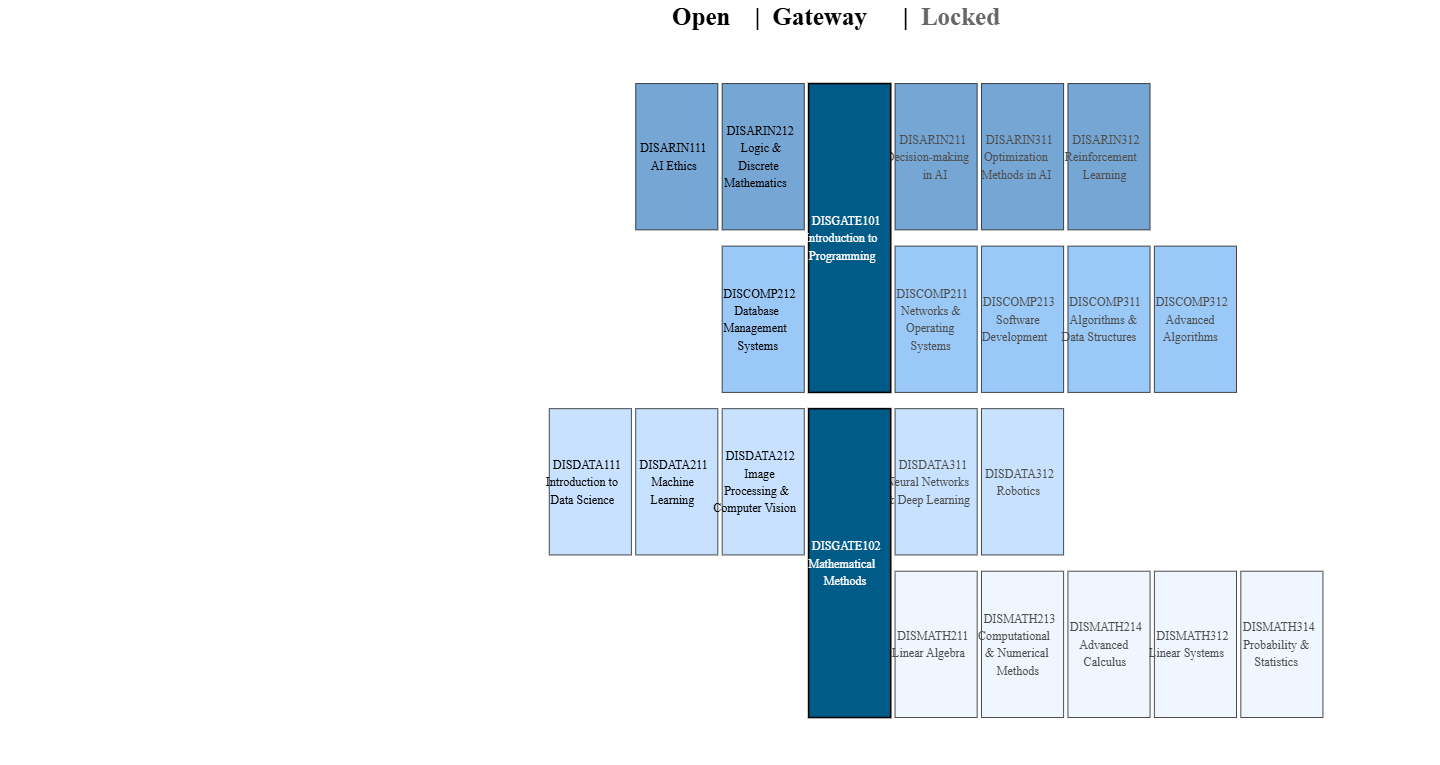 Open | Gateway | Locked
DISARIN111
AI Ethics
DISARIN212
Logic &
Discrete
Mathematics
DISGATE101
Introduction to
Programming
DISARIN211
Decision-making
in AI
DISARIN311
Optimization
Methods in AI
DISARIN312
Reinforcement
Learning
DISCOMP212
Database
Management
Systems
DISCOMP211
Networks &
Operating
Systems
DISCOMP213
Software
Development
DISCOMP311
Algorithms &
Data Structures
DISCOMP312
Advanced
Algorithms
DISDATA111
Introduction to
Data Science
DISDATA211
Machine
Learning
DISDATA212
Image
Processing &
Computer Vision
DISGATE102
Mathematical
Methods
DISDATA311
Neural Networks
& Deep Learning
DISDATA312
Robotics
DISMATH211
Linear Algebra
DISMATH213
Computational
& Numerical
Methods
DISMATH214
Advanced
Calculus
DISMATH312
Linear Systems
DISMATH314
Probability &
Statistics